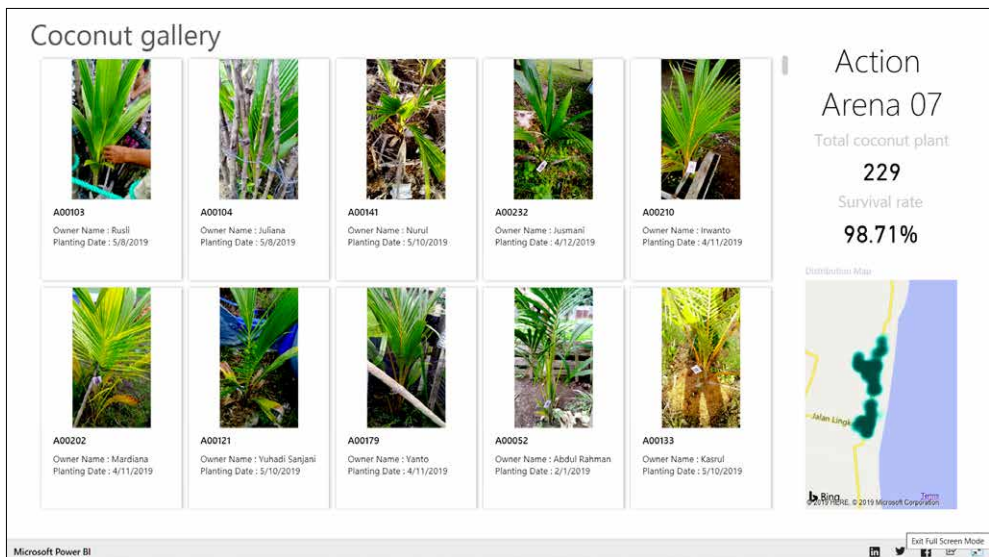 Coconut gallery
A00103
Owner Name : Rusli
Planting Date : 5/8/2019
A00104
Owner Name : Juliana
Planting Date : 5/8/2019
A00141
Owner Name : Nurul
Planting Date : 5/10/2019
A00232
Owner Name : Jusmani
Planting Date : 4/12/2019
A00210
Owner Name : Irwanto
Planting Date : 4/11/2019
A00202
Owner Name : Mardiana
Planting Date : 4/11/2019
A00121
Owner Name : Yuhadi Sanjani
Planting Date : 5/10/2019
A00179
Owner Name : Yanto
Planting Date : 4/11/2019
A00052
Owner Name : Abdul Rahman
Planting Date : 2/1/2019
A00133
Owner Name : Kasrul
Planting Date : 5/10/2019
Action
Arena 07
Total coconut plant
229
Survival rate
98.71%
Distribution Map
Jalan Lingk
Bing
© 2019 HERE, © 2019 Microsoft Corporation
Terms
Microsoft Power BI
Exit Full Screen Mode